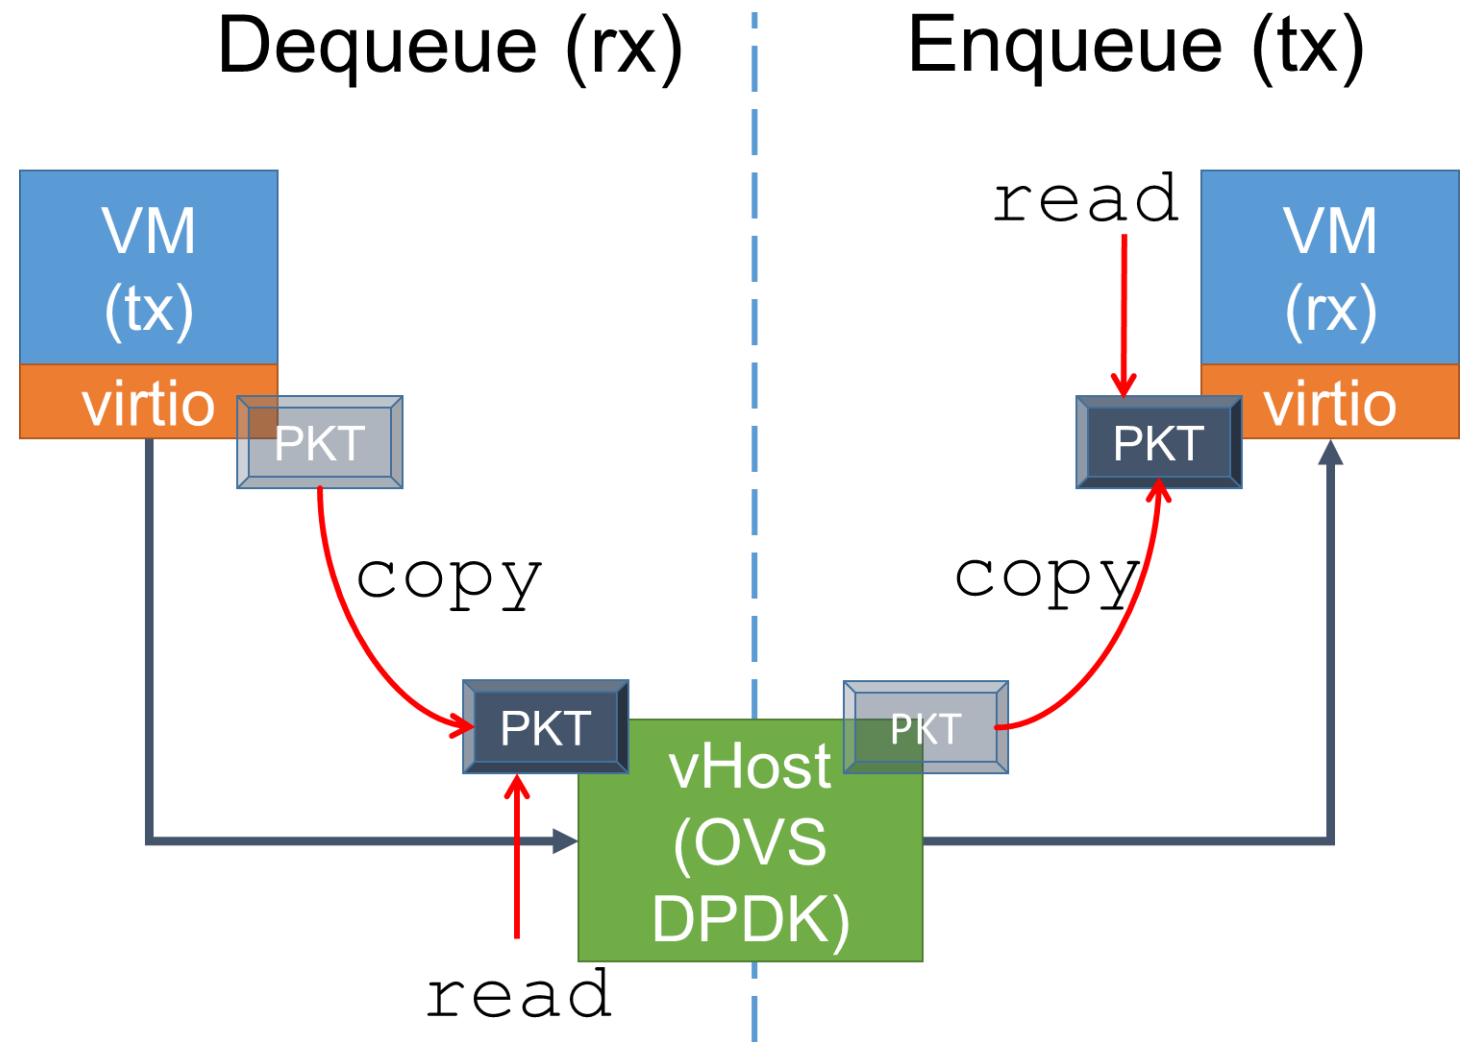 Dequeue (rx)
Enqueue (tx)
VM
(tx)
virtio
PKT
copy
PKT
read
read
VM
(rx)
virtio
PKT
copy
PKT
vHost
(OVS
DPDK)